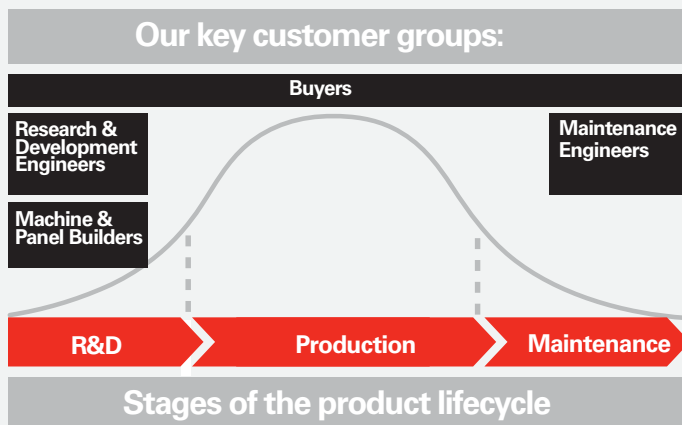 Our key customer groups:
Buyers
Research &
Development
Engineers
Maintenance
Engineers
Machine &
Panel Builders
R&D
Production
Maintenance
Stages of the product lifecycle